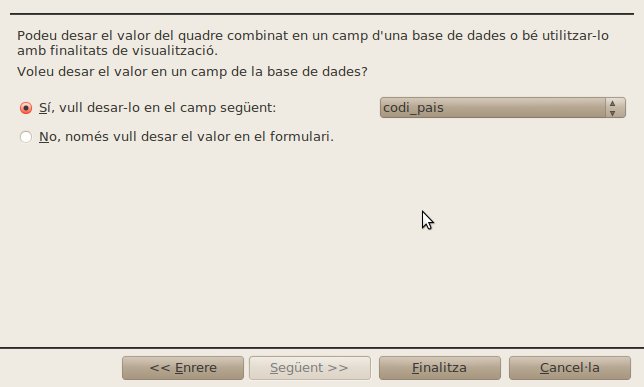 Podeu desar el valor del quadre combinat en un camp d'una base de dades o bé utilitzar-lo
amb finalitats de visualització.
Voleu desar el valor en un camp de la base de dades?
Sí, vull desar-lo en el camp següent:
codi_pais
No, només vull desar el valor en el formulari.
<< Enrere
Següent >>
Finalitza
Cancel·la